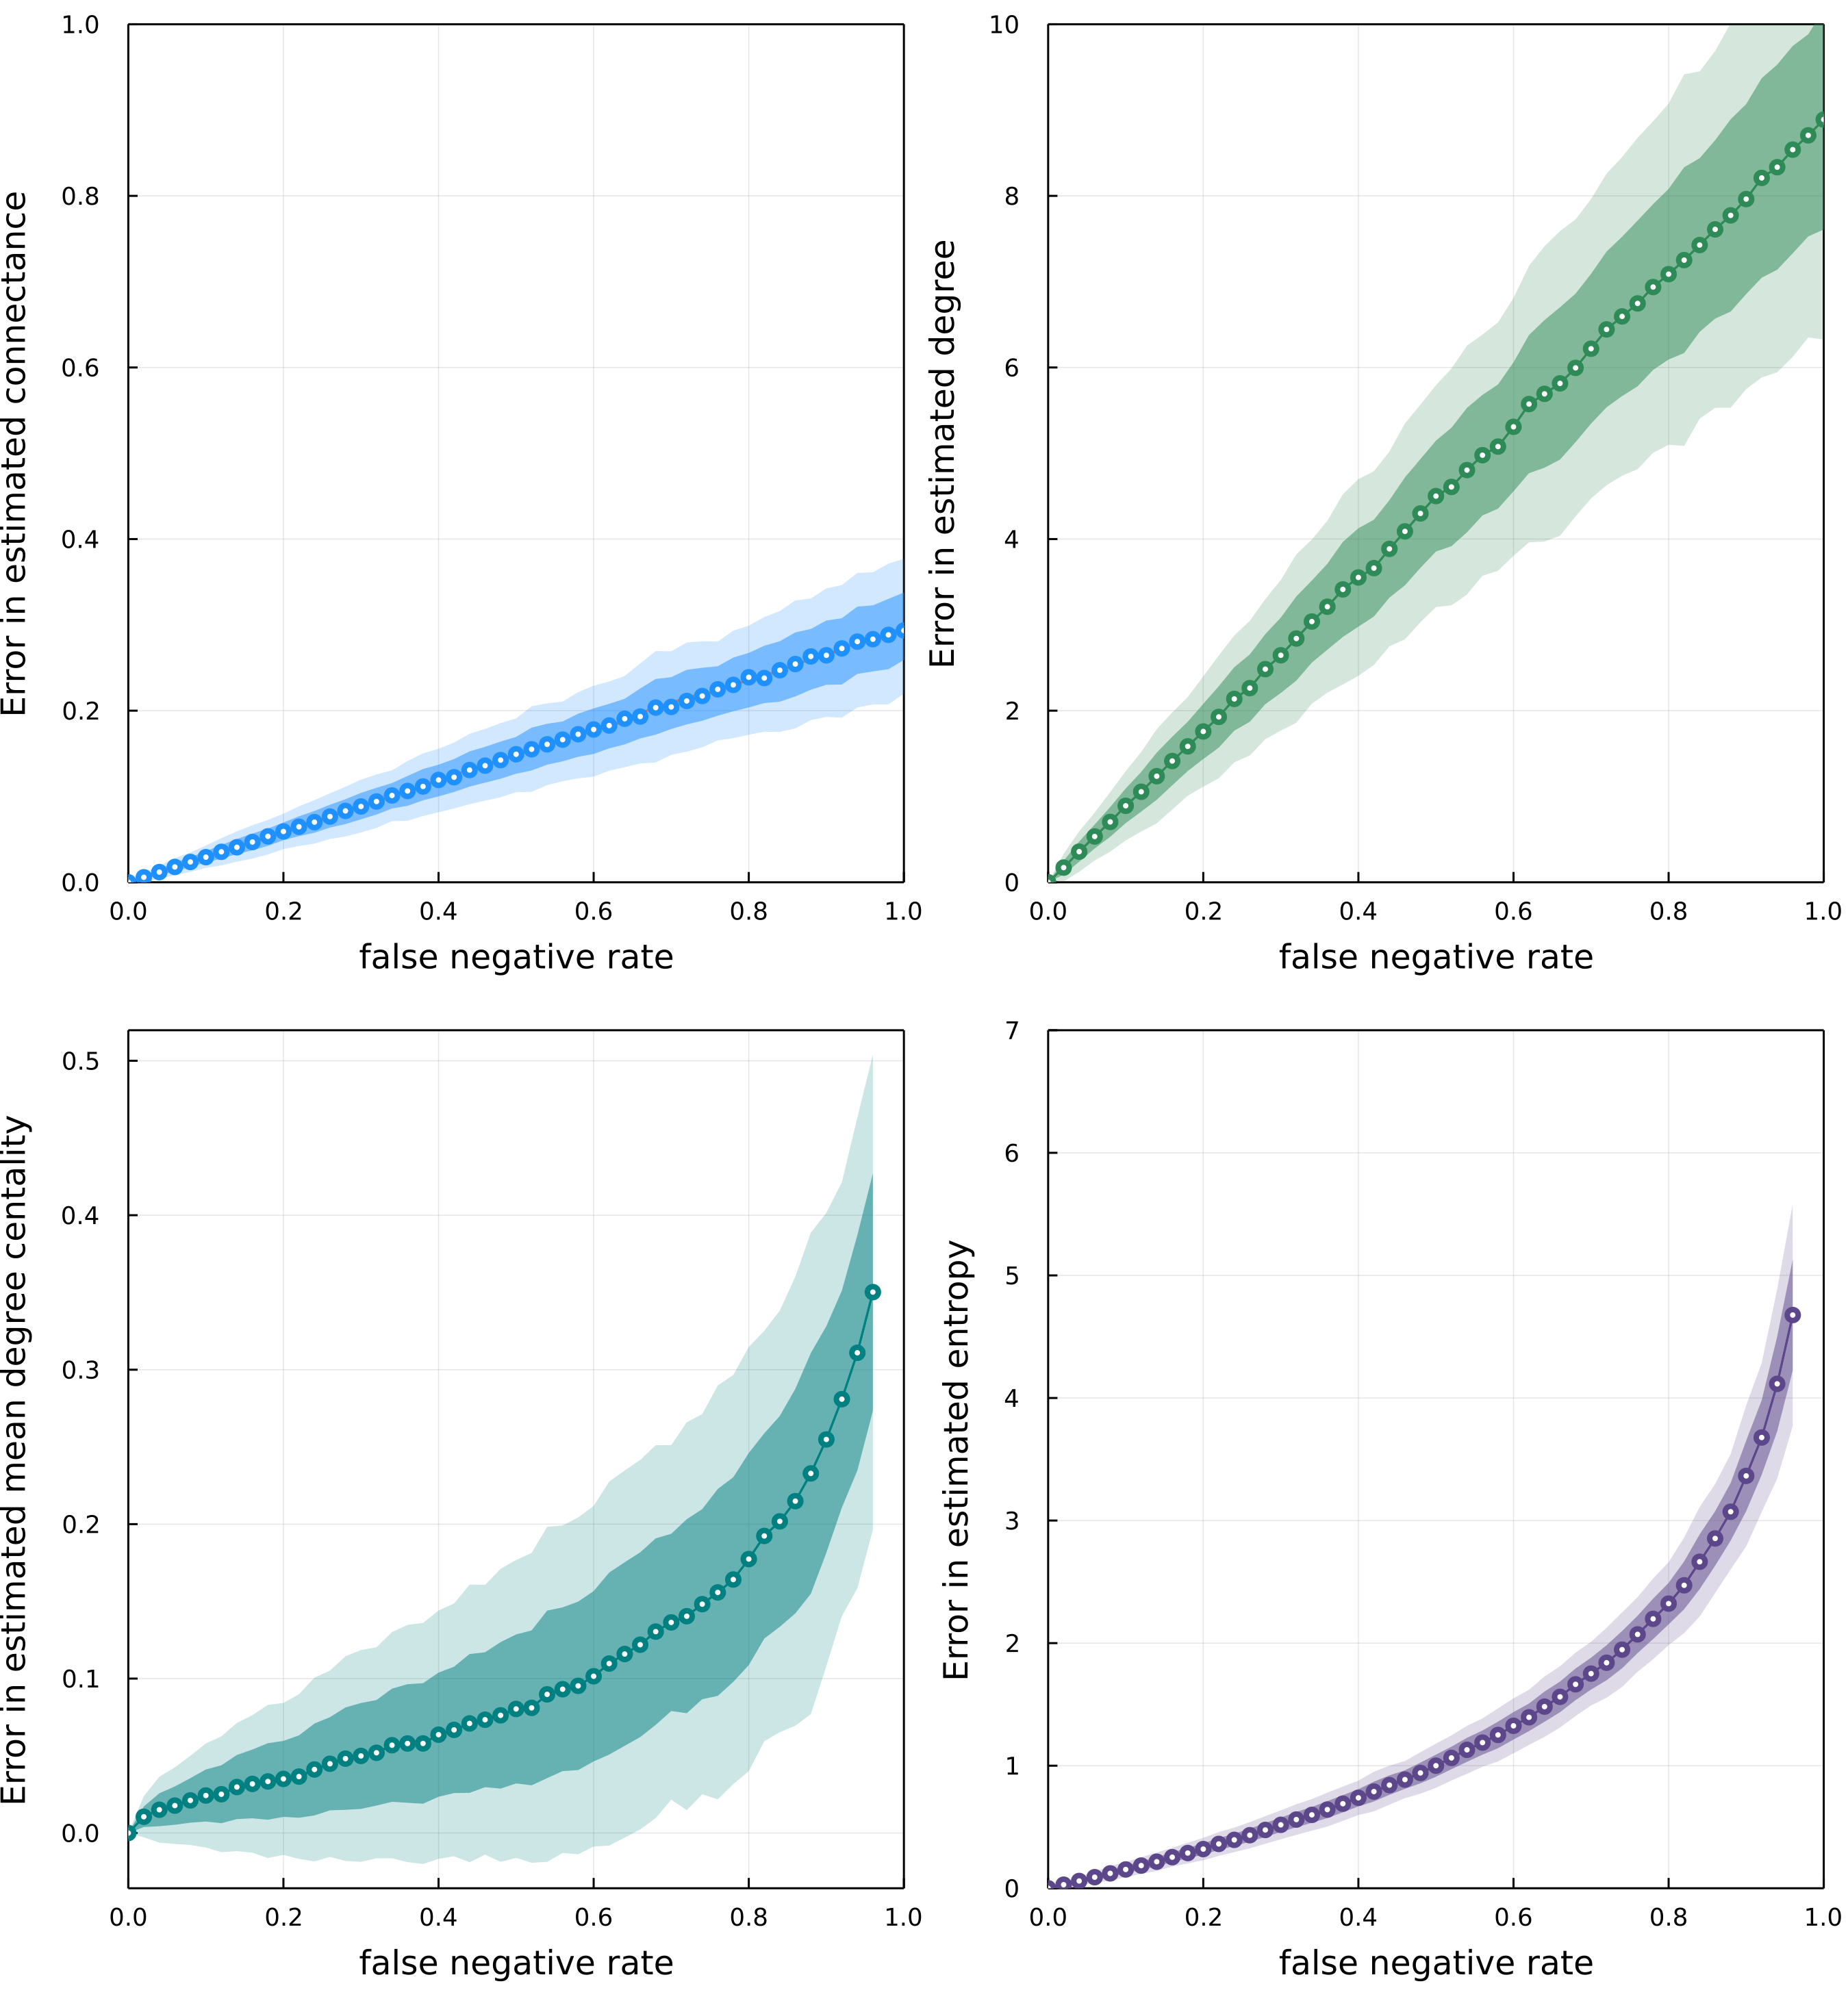 Error in estimated connectance
1.0
0.8
0.6
0.4
0.2
0.0
0.0 0.2 0.4 0.6 0.8 1.0
false negative rate
Error in estimated degree
10
8
6
4
2
0
0.0 0.2 0.4 0.6 0.8 1.0
false negative rate
Error in estimated mean degree centality
0.5
0.4
0.3
0.2
0.1
0.0
0.0 0.2 0.4 0.6 0.8 1.0
false negative rate
Error in estimated entropy
7
6
5
4
3
2
1
0
0.0 0.2 0.4 0.6 0.8 1.0
false negative rate